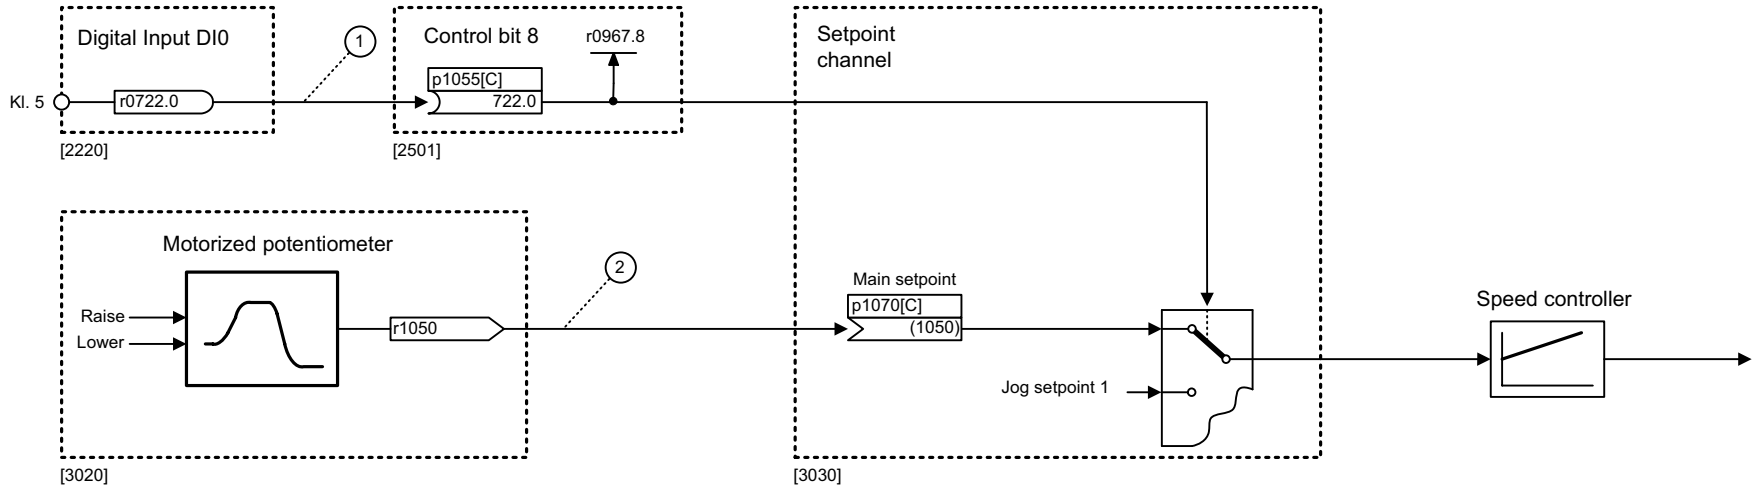 Digital Input DI0
1
Control bit 8
r0967.8
Setpoint
channel
Kl. 5
r0722.0
p1055[C]
722.0
[2220]
[2501]
Motorized potentiometer
2
Raise
Lower
r1050
Main setpoint
p1070[C]
(1050)
Jog setpoint 1
Speed controller
[3020]
[3030]